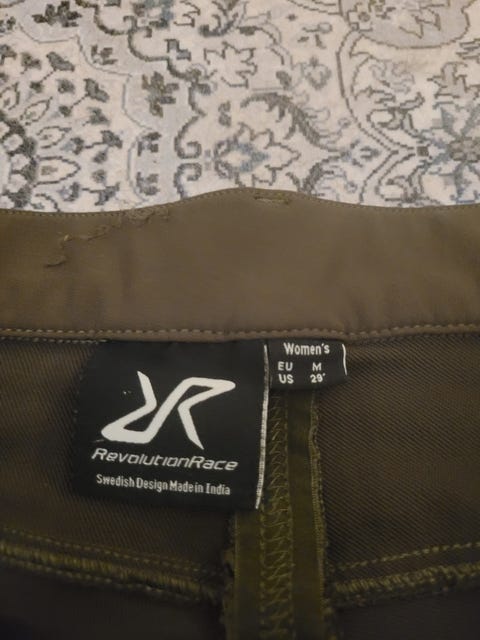 Women's
EU M
US 29'
RevolutionRace
Swedish Design Made in India